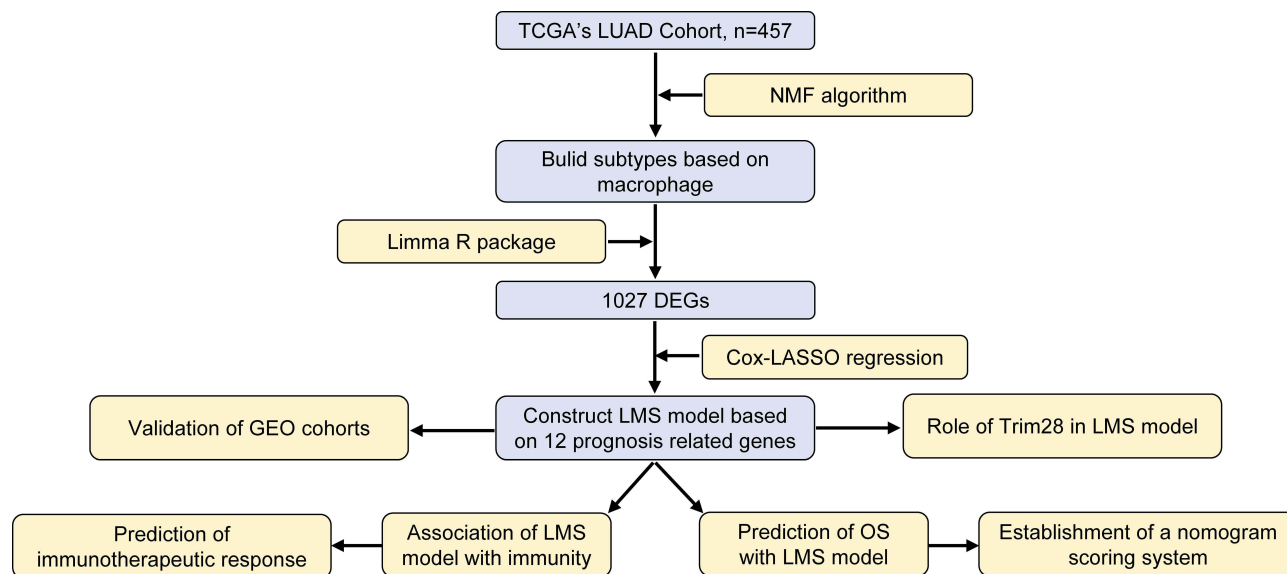 TCGA's LUAD Cohort, n=457
NMF algorithm
Bulid subtypes based on
macrophage
Limma R package
1027 DEGs
Cox-LASSO regression
Validation of GEO cohorts
Construct LMS model based
on 12 prognosis related genes
Role of Trim28 in LMS model
Prediction of
immunotherapeutic response
Association of LMS
model with immunity
Prediction of OS
with LMS model
Establishment of a nomogram
scoring system